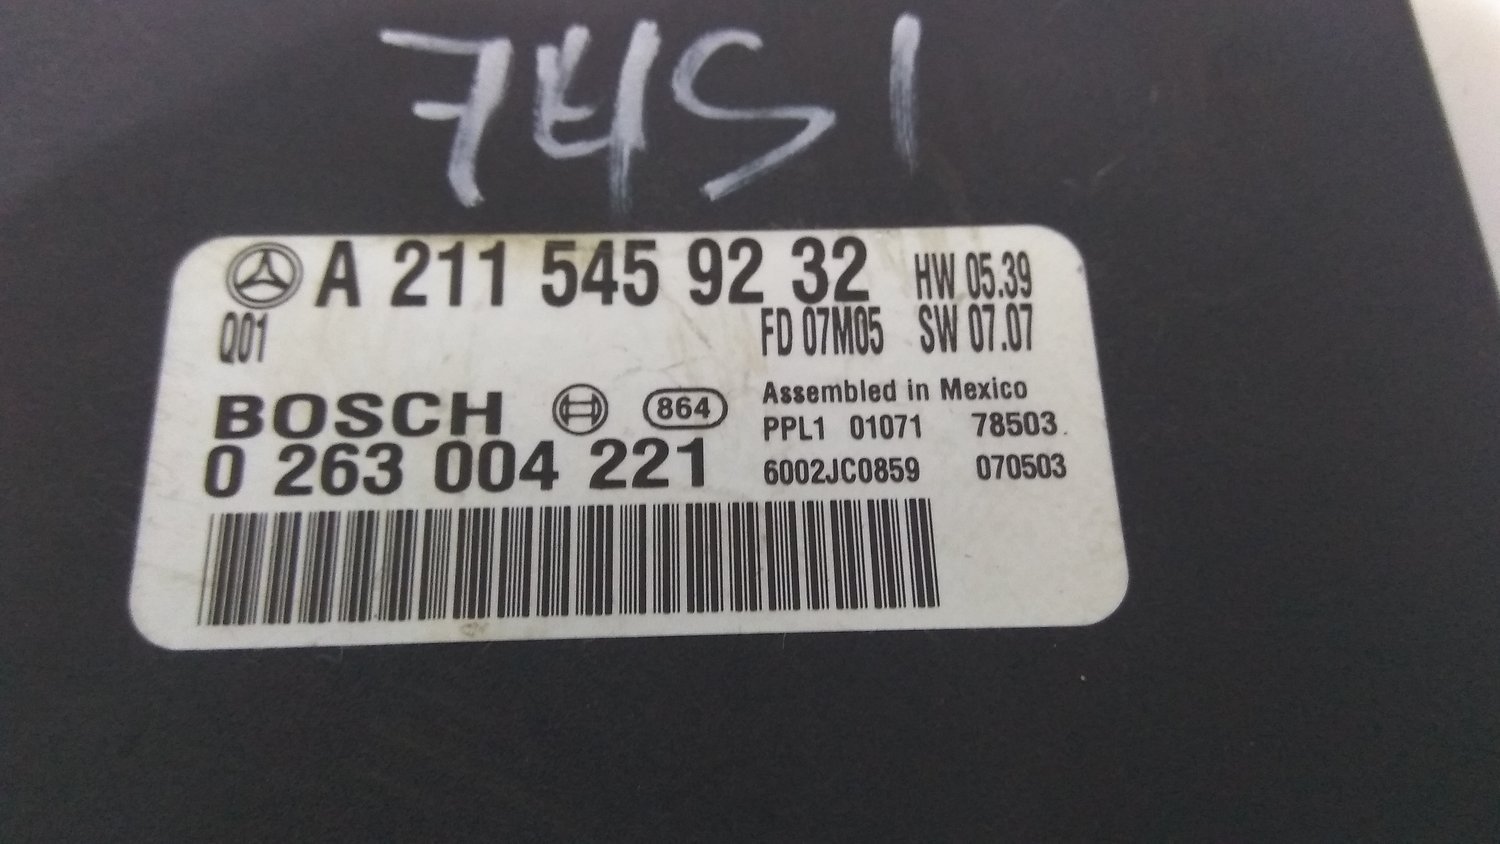 A 211 545 92 32 HW 05.39
Q01 FD 07M05 SW 07.07
BOSCH 864 Assembled in Mexico
PPL1 01071 78503
0 263 004 221 6002JC0859 070503